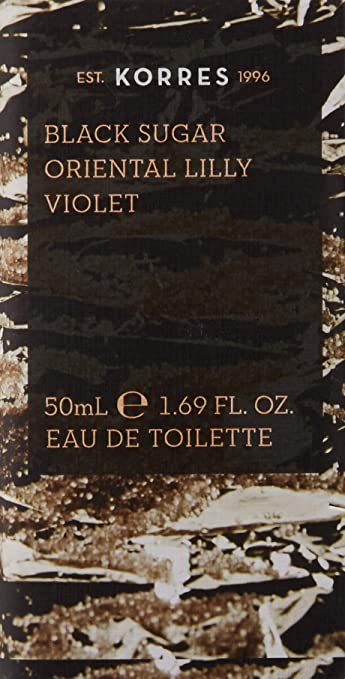 EST. KORRES 1996
BLACK SUGAR
ORIENTAL LILLY
VIOLET
50mL ℮ 1.69 FL. OZ.
EAU DE TOILETTE